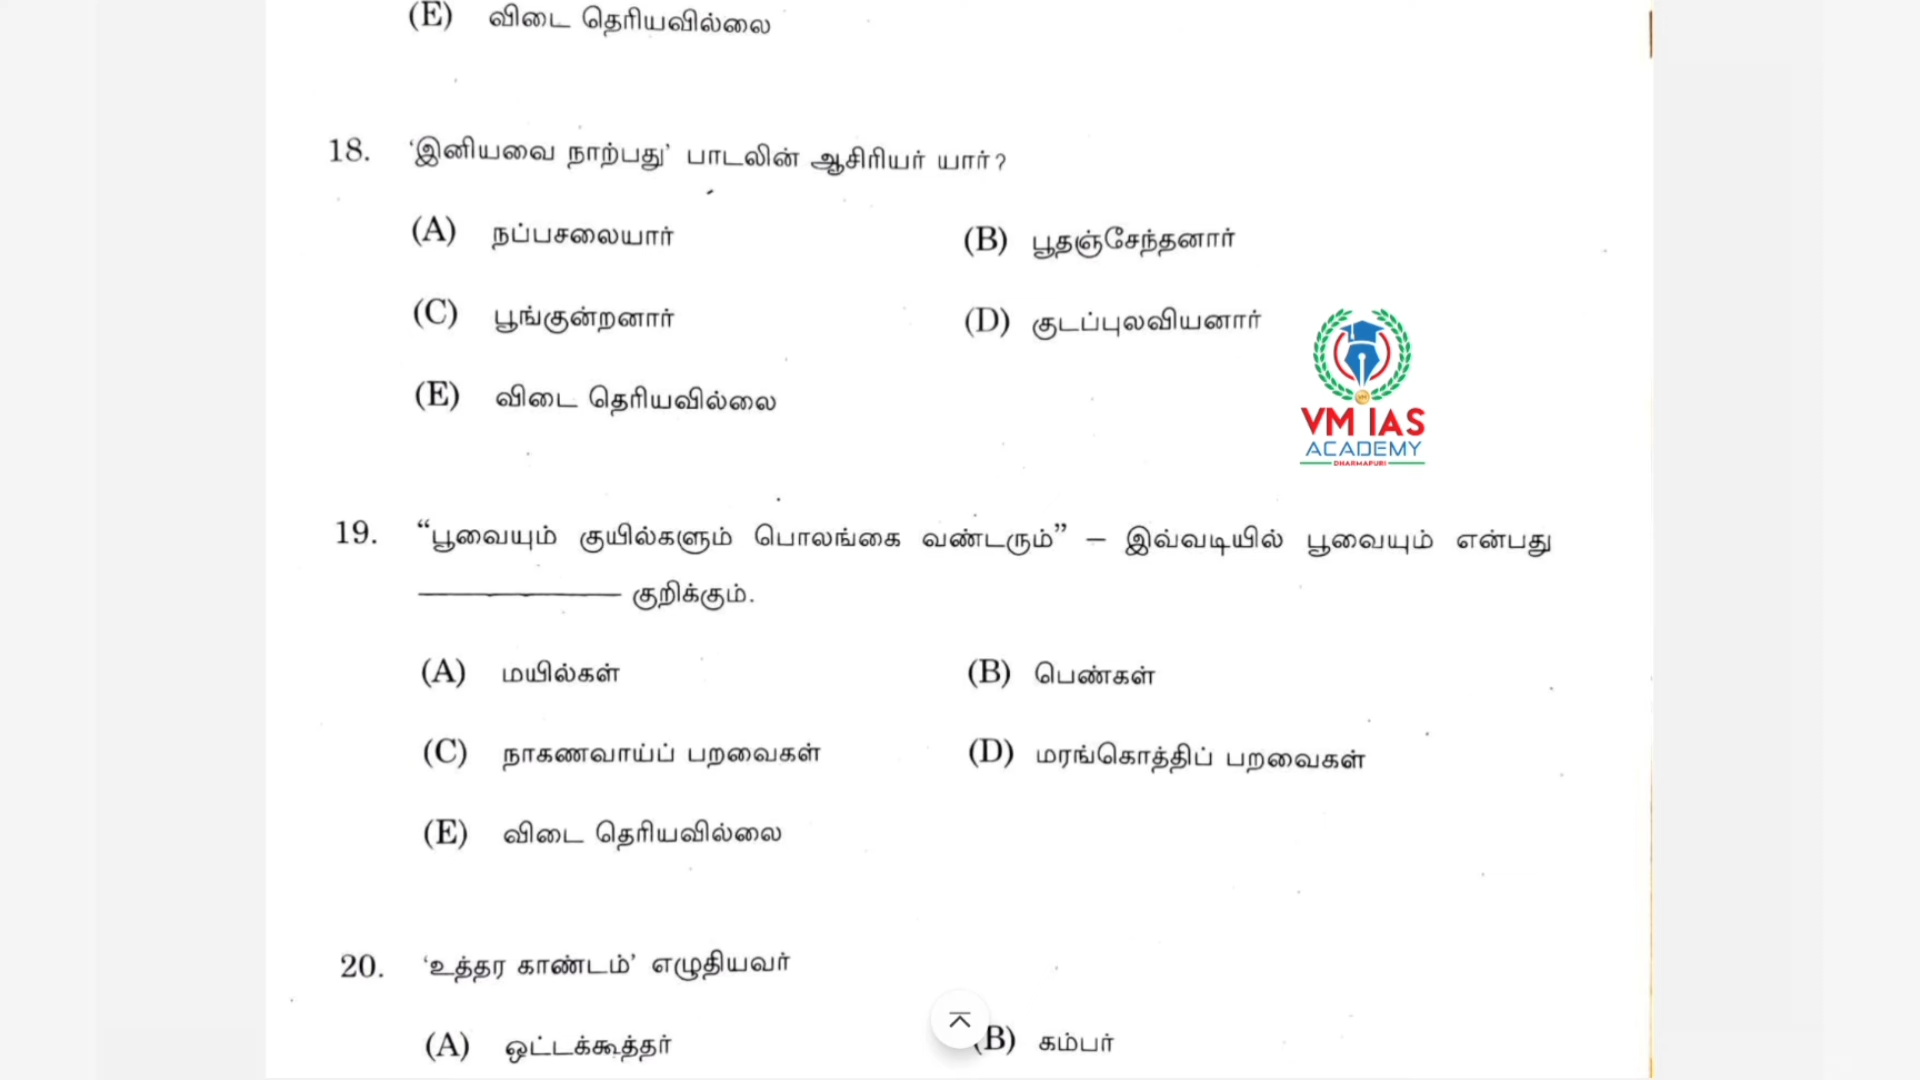 (E) விடை தெரியவில்லை
18. ‘இனியவை நாற்பது’ பாடலின் ஆசிரியர் யார்?
(A) நப்பசலையார் (B) பூதஞ்சேந்தனார்
(C) பூங்குன்றனார் (D) குடப்புலவியனார்
(E) விடை தெரியவில்லை
VM IAS
ACADEMY
DHARMAPURI
19. “பூவையும் குயில்களும் பொலங்கை வண்டரும்” – இவ்வடியில் பூவையும் என்பது
__________ குறிக்கும்.
(A) மயில்கள் (B) பெண்கள்
(C) நாகணவாய்ப் பறவைகள் (D) மரங்கொத்திப் பறவைகள்
(E) விடை தெரியவில்லை
20. ‘உத்தர காண்டம்’ எழுதியவர்
(A) ஒட்டக்கூத்தர் (B) கம்பர்